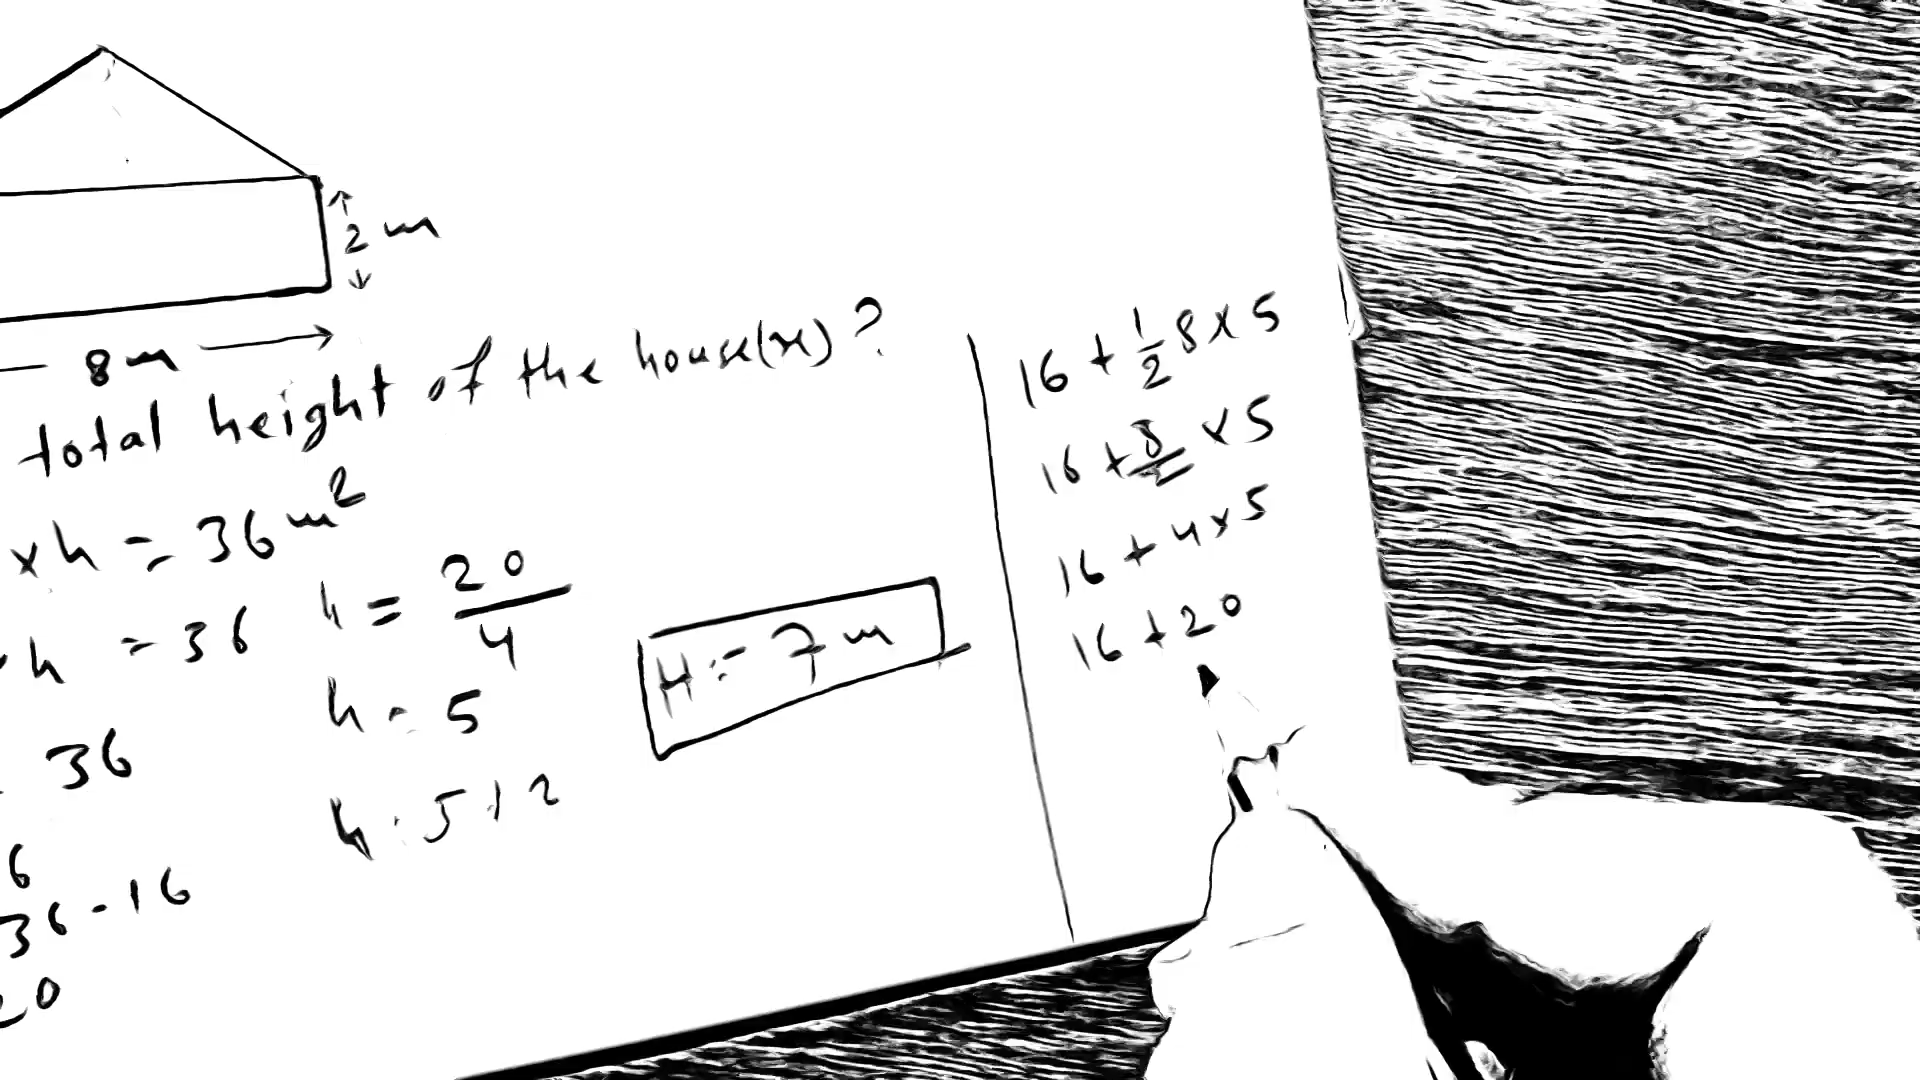 2 m
8 m
total height of the house(x)?
x h = 36 m²
h = 36
36
6
36 - 16
20
h = 20/4
h = 5
h = 5 + 2
H = 7 m
16 + 1/2 8 x 5
16 + 8/2 x 5
16 + 4 x 5
16 + 20